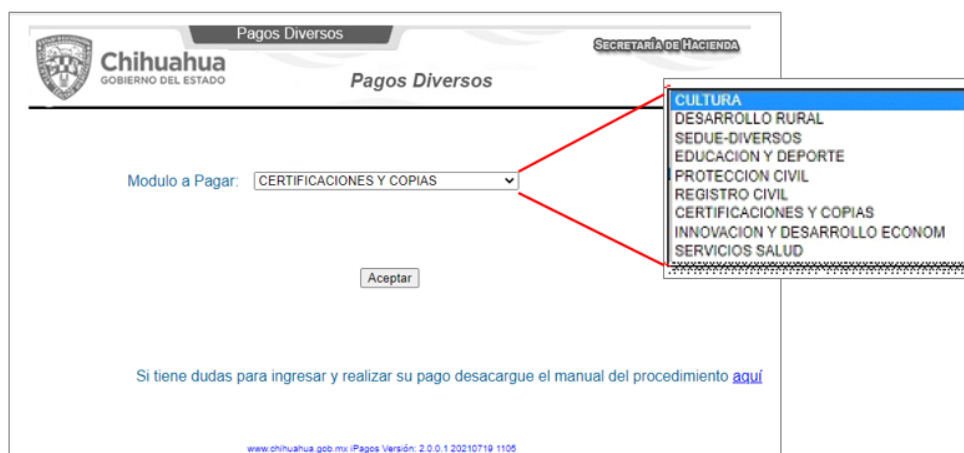 Pagos Diversos
SECRETARÍA DE HACIENDA
Chihuahua
GOBIERNO DEL ESTADO
Pagos Diversos
Modulo a Pagar: CERTIFICACIONES Y COPIAS
CULTURA
DESARROLLO RURAL
SEDUE-DIVERSOS
EDUCACION Y DEPORTE
PROTECCION CIVIL
REGISTRO CIVIL
CERTIFICACIONES Y COPIAS
INNOVACION Y DESARROLLO ECONOM
SERVICIOS SALUD
Aceptar
Si tiene dudas para ingresar y realizar su pago desacargue el manual del procedimiento aquí
www.chihuahua.gob.mx iPagos Versión: 2.0.0.1 20210719 1105